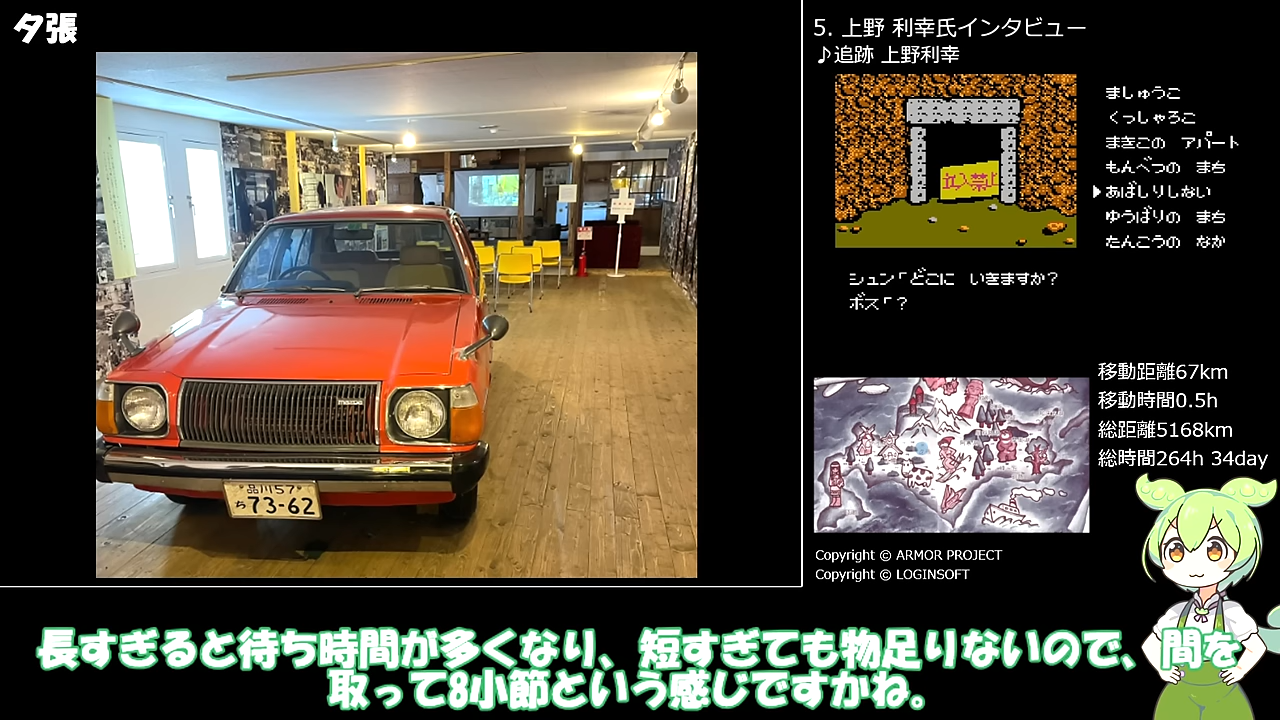 夕張
mazda
品川57
ち 73-62
5. 上野 利幸氏インタビュー
♪追跡 上野利幸
立入禁止
ましゅうこ
くっしゃろこ
まきこの アパート
もんべつの まち
あばしりしない
ゆうばりの まち
たんこうの なか
シュン「どこに いきますか?
ボス「?
移動距離67km
移動時間0.5h
総距離5168km
総時間264h 34day
Copyright © ARMOR PROJECT
Copyright © LOGINSOFT
長すぎると待ち時間が多くなり、短すぎても物足りないので、間を
取って8小節という感じですかね。